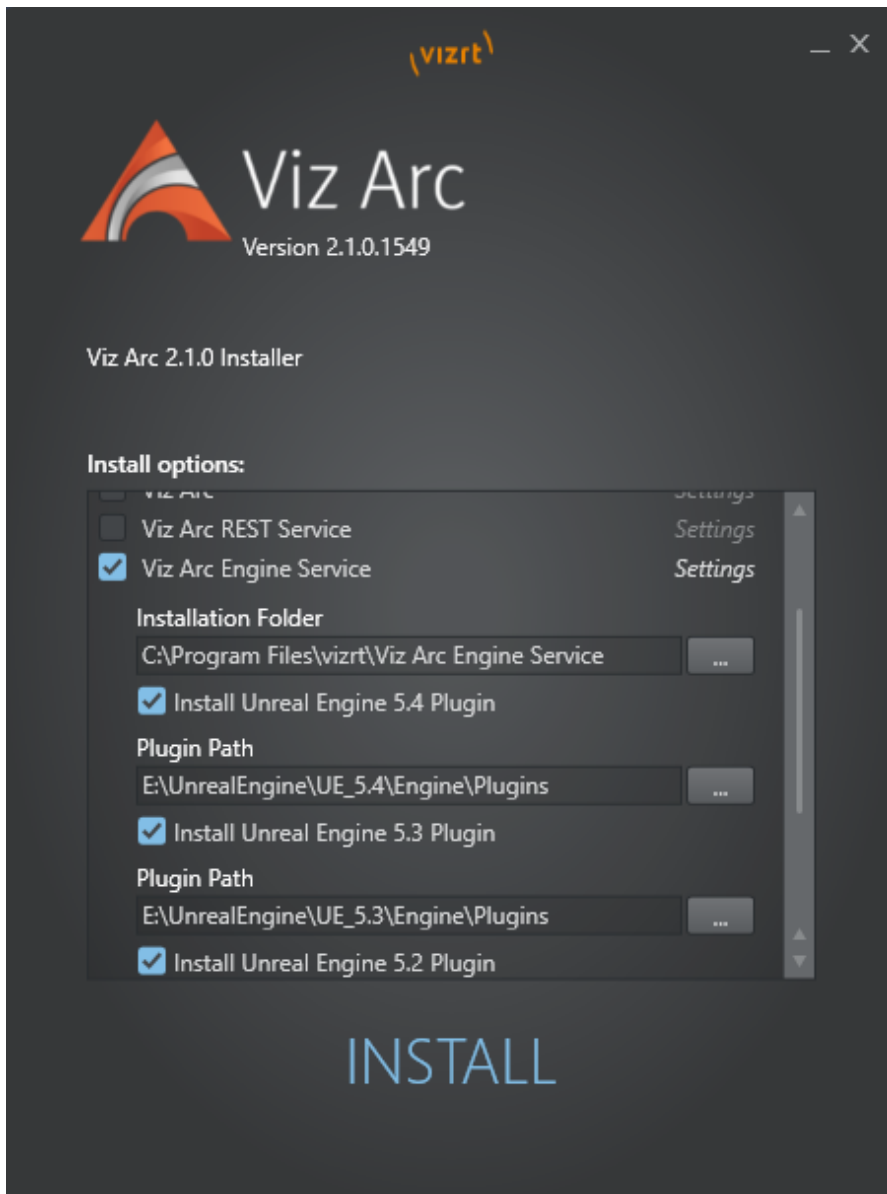 vizrt
Viz Arc
Version 2.1.0.1549
Viz Arc 2.1.0 Installer
Install options:
Viz Arc Settings
Viz Arc REST Service Settings
Viz Arc Engine Service Settings
Installation Folder
C:\Program Files\vizrt\Viz Arc Engine Service ...
Install Unreal Engine 5.4 Plugin
Plugin Path
E:\UnrealEngine\UE_5.4\Engine\Plugins ...
Install Unreal Engine 5.3 Plugin
Plugin Path
E:\UnrealEngine\UE_5.3\Engine\Plugins ...
Install Unreal Engine 5.2 Plugin
INSTALL